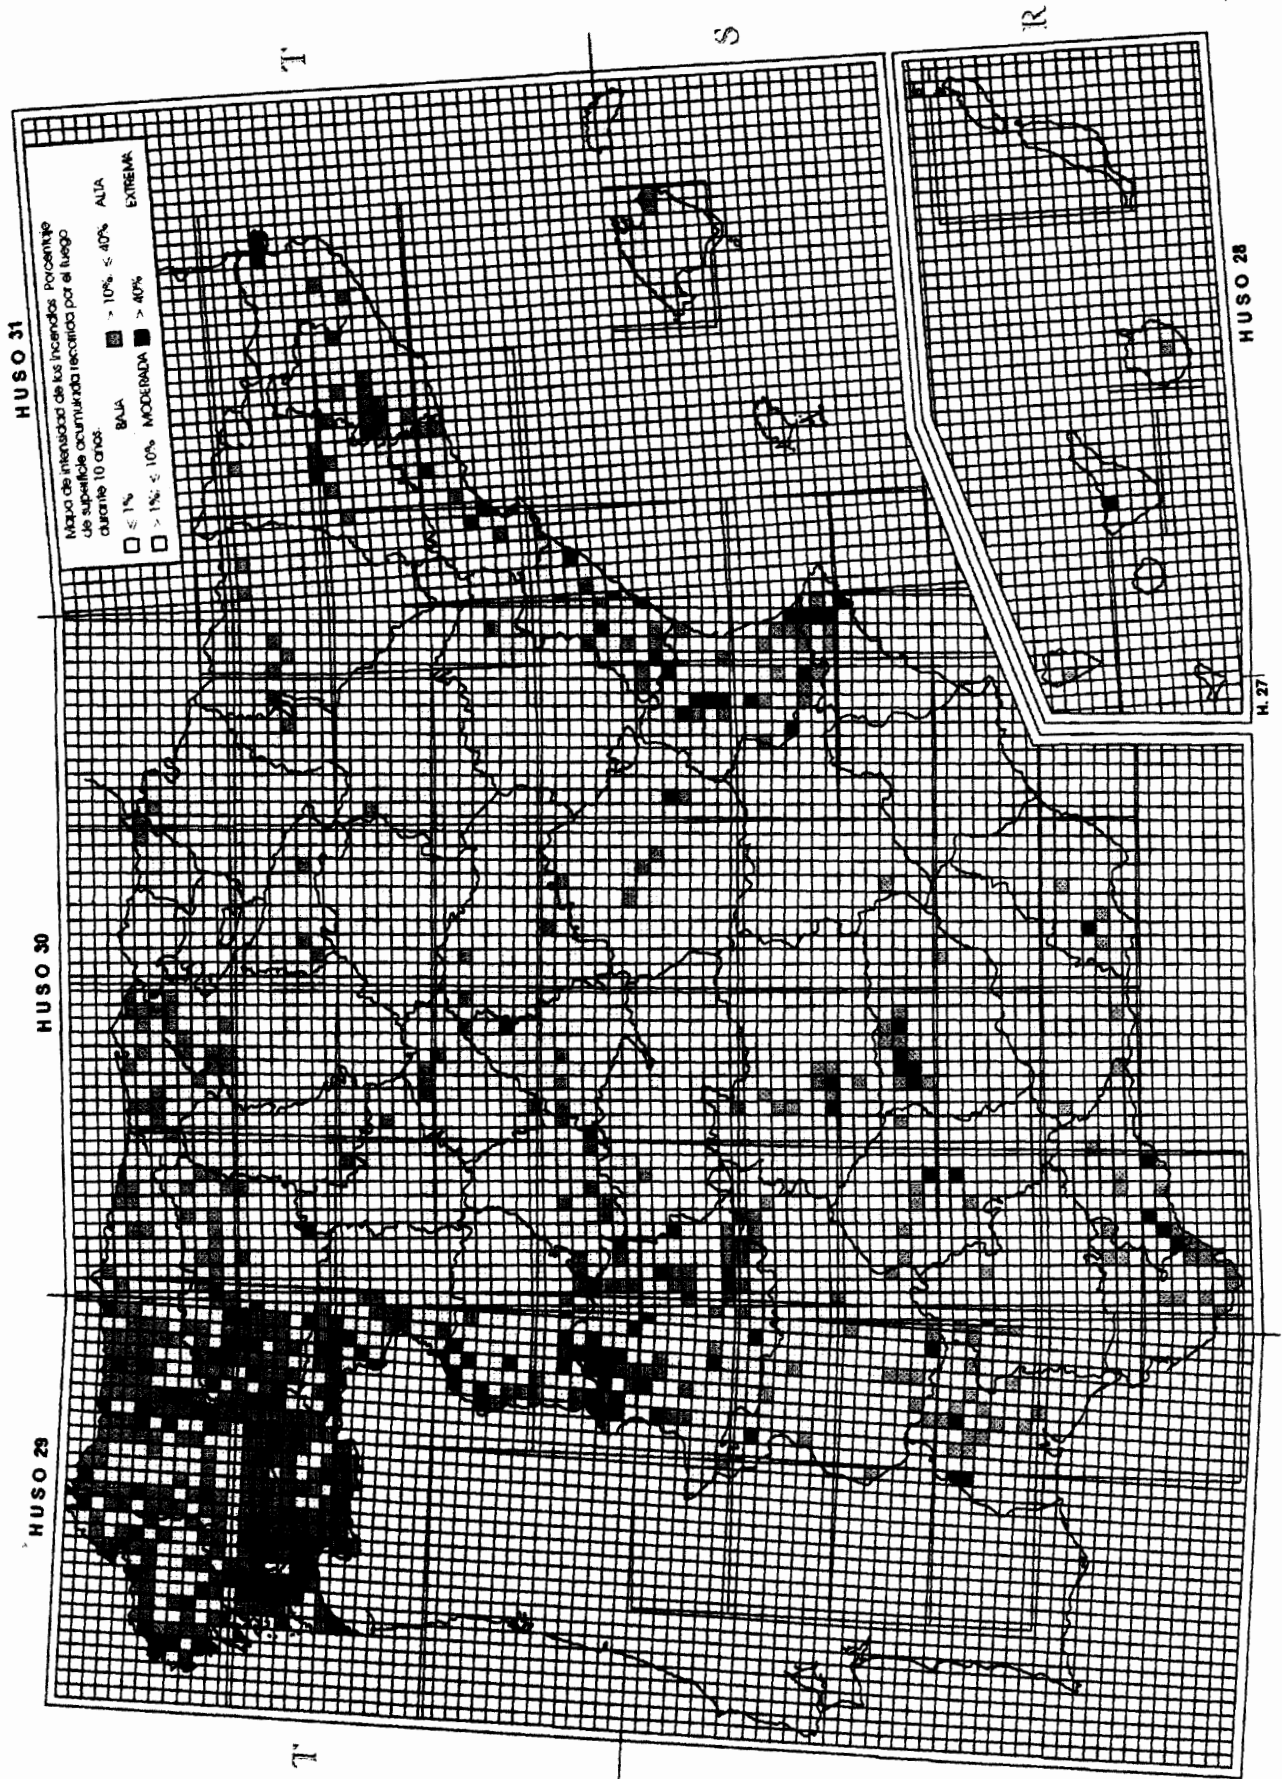 HUSO 31
Mapa de intensidad de los incendios. Porcentaje
de superficie acumulada recorrida por el fuego
durante 10 años.
≤ 1% BAJA > 10% ≤ 40% ALTA
> 1% ≤ 10% MODERADA > 40% EXTREMA
HUSO 30
HUSO 29
T
S
R
T
HUSO 28
H. 27